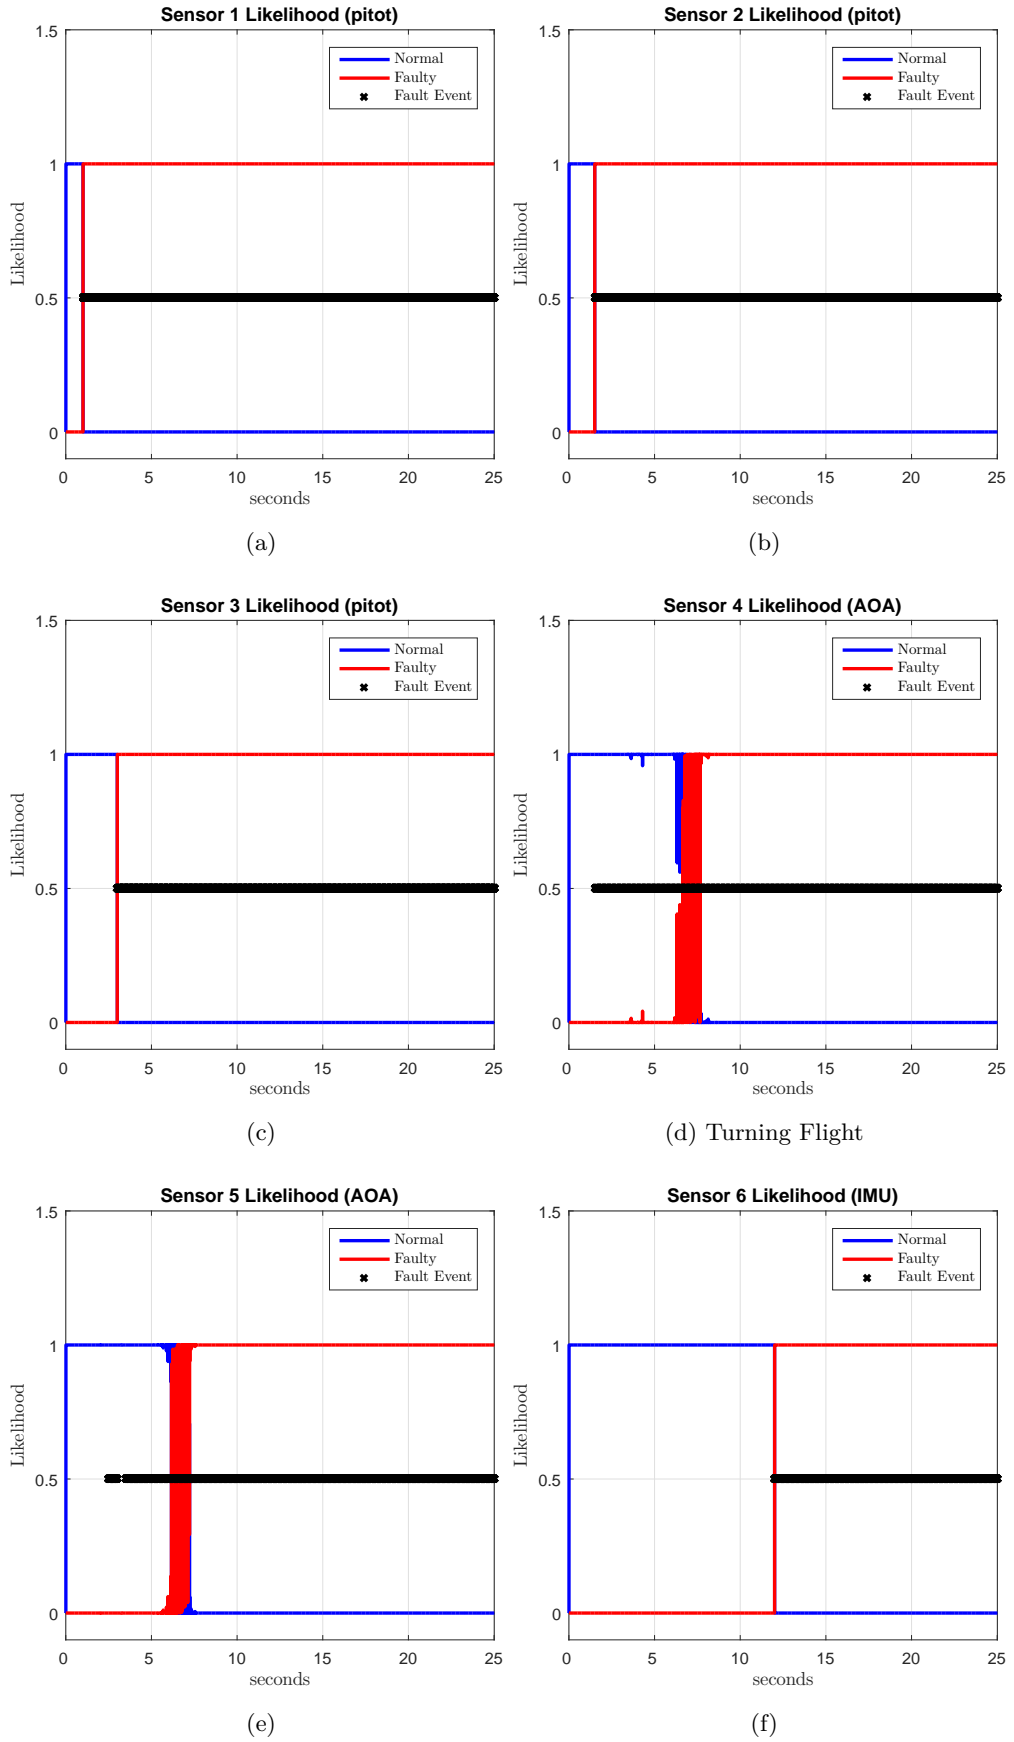 Sensor 1 Likelihood (pitot)
1.5
Normal
Faulty
Fault Event
1
Likelihood
0.5
0
0 5 10 15 20 25
seconds
(a)
Sensor 2 Likelihood (pitot)
1.5
Normal
Faulty
Fault Event
1
Likelihood
0.5
0
0 5 10 15 20 25
seconds
(b)
Sensor 3 Likelihood (pitot)
1.5
Normal
Faulty
Fault Event
1
Likelihood
0.5
0
0 5 10 15 20 25
seconds
(c)
Sensor 4 Likelihood (AOA)
1.5
Normal
Faulty
Fault Event
1
Likelihood
0.5
0
0 5 10 15 20 25
seconds
(d) Turning Flight
Sensor 5 Likelihood (AOA)
1.5
Normal
Faulty
Fault Event
1
Likelihood
0.5
0
0 5 10 15 20 25
seconds
(e)
Sensor 6 Likelihood (IMU)
1.5
Normal
Faulty
Fault Event
1
Likelihood
0.5
0
0 5 10 15 20 25
seconds
(f)